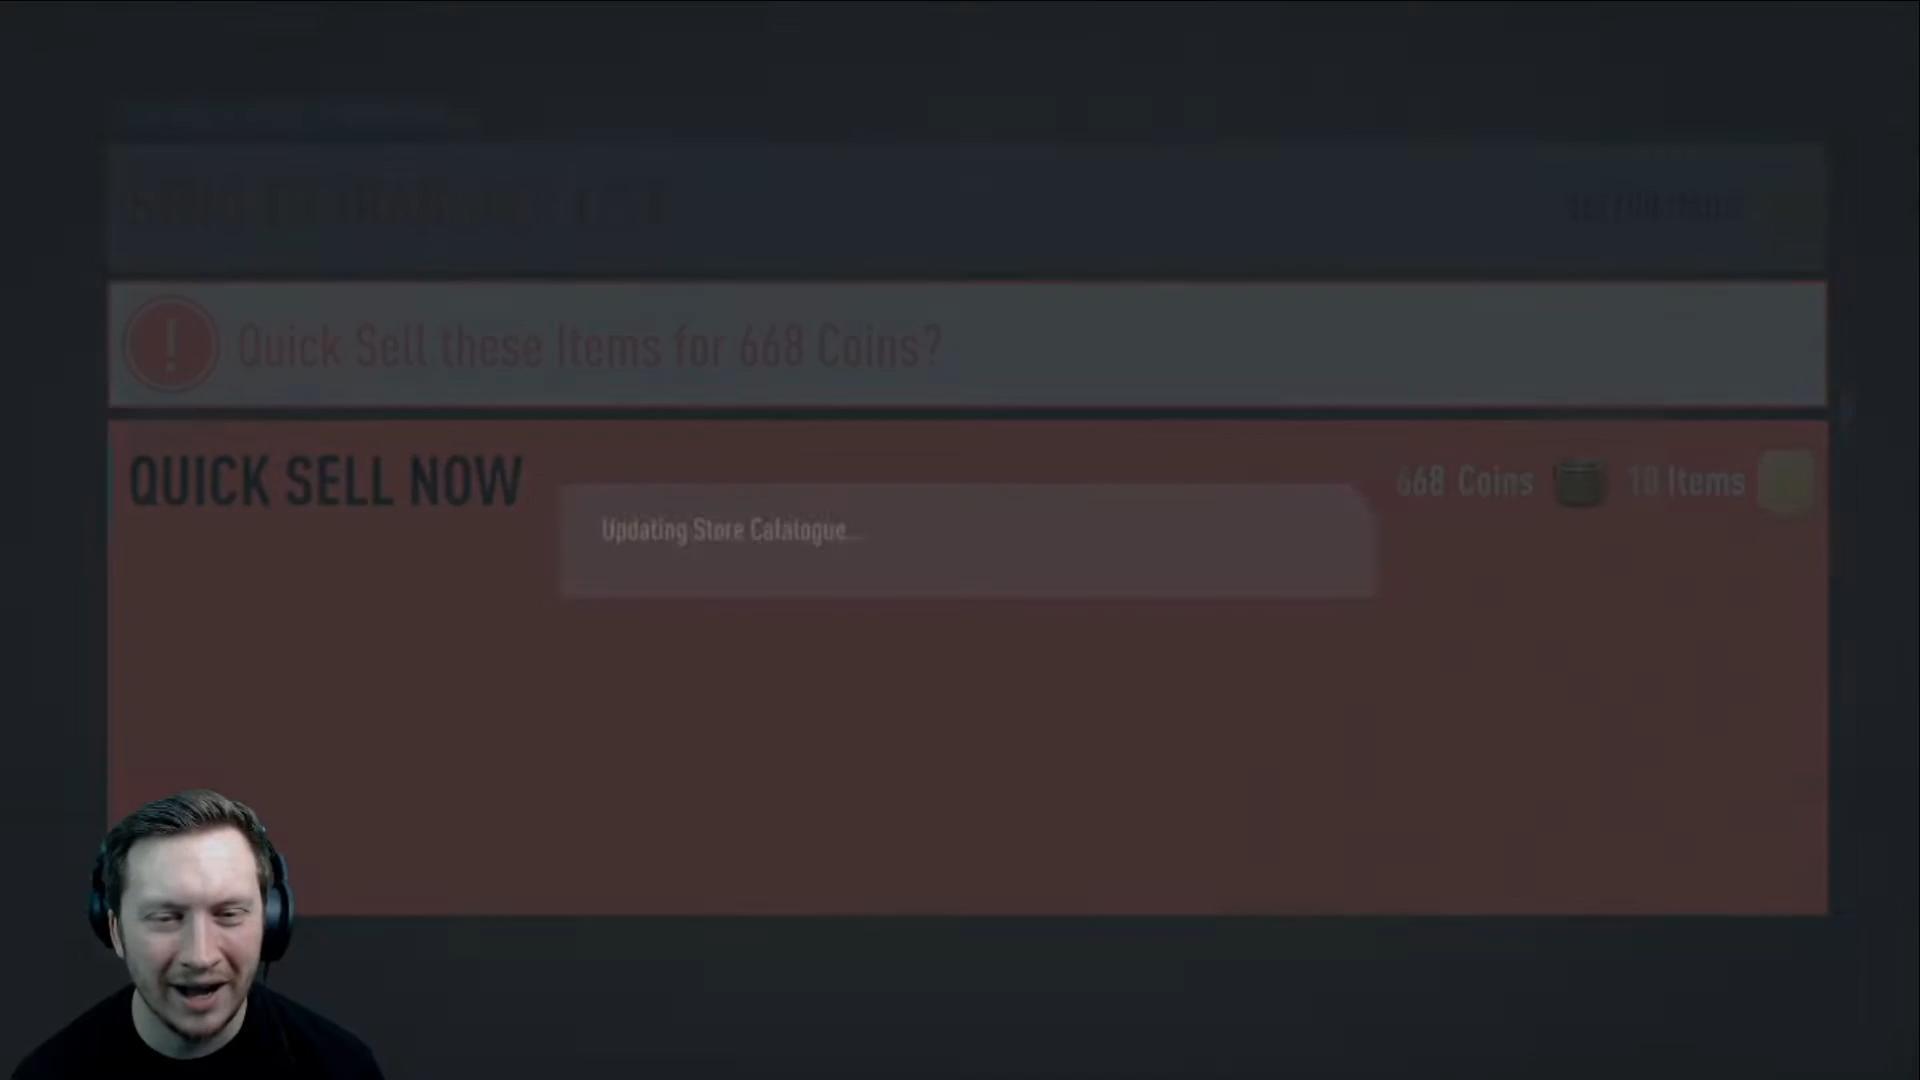 Quick Sell these Items for 668 Coins?
QUICK SELL NOW
668 Coins
10 Items
Updating Store Catalogue...